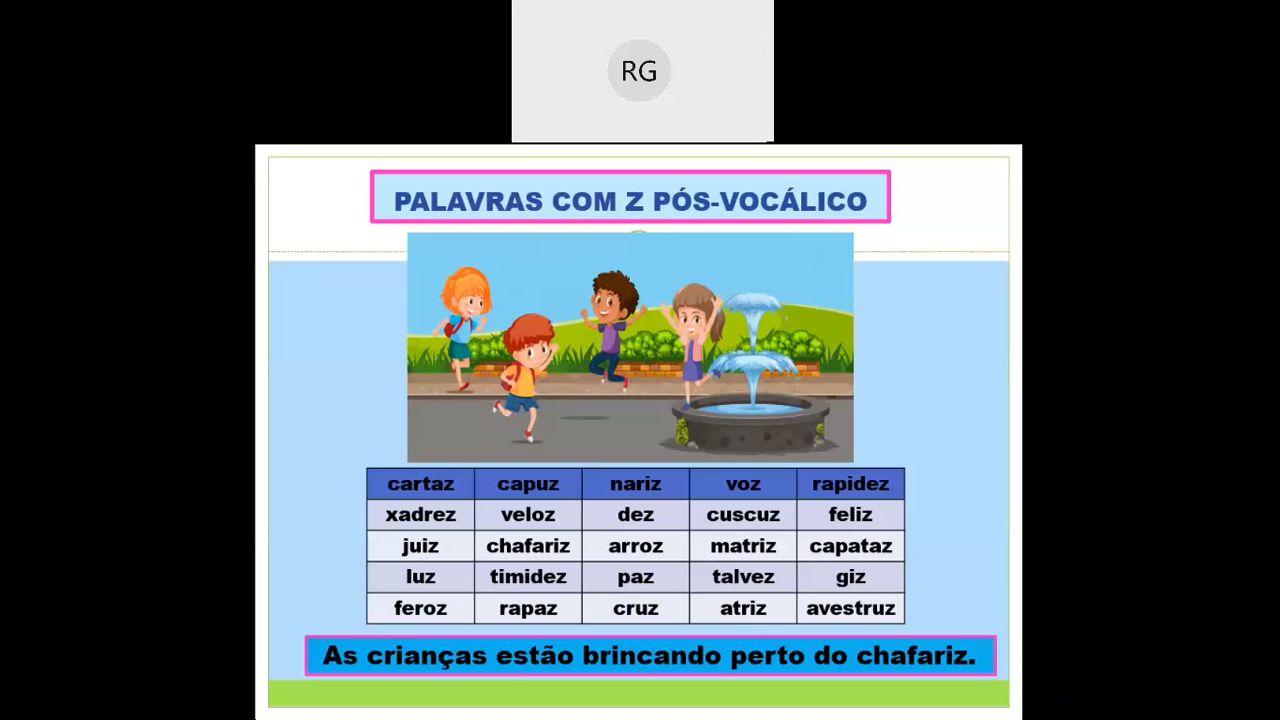 RG
PALAVRAS COM Z PÓS-VOCÁLICO
cartaz capuz nariz voz rapidez
xadrez veloz dez cuscuz feliz
juiz chafariz arroz matriz capataz
luz timidez paz talvez giz
feroz rapaz cruz atriz avestruz
As crianças estão brincando perto do chafariz.